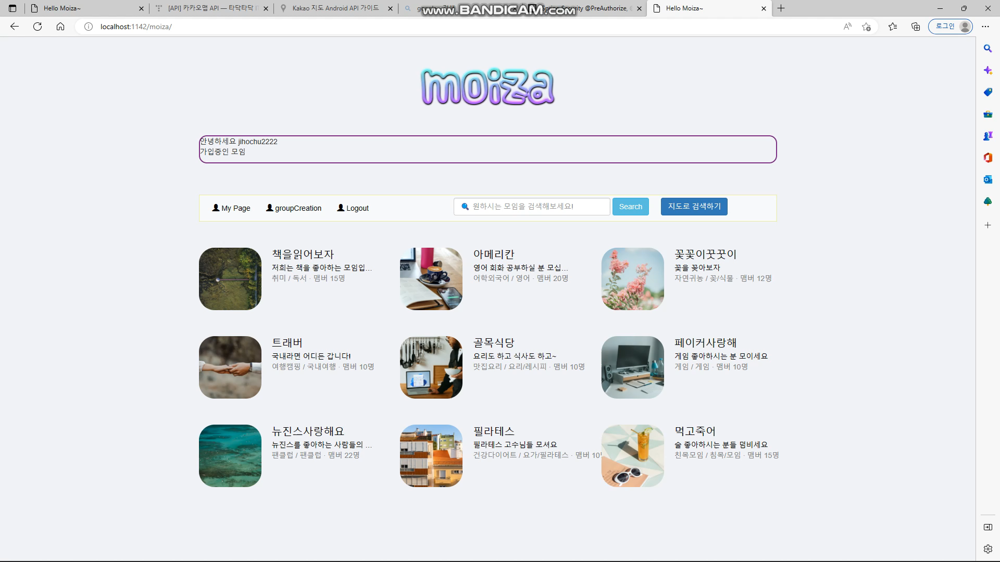 Hello Moiza~
[API] 카카오맵 API — 타닥타닥
Kakao 지도 Android API 가이드
Spring Security @PreAuthorize,
Hello Moiza~
www.BANDICAM.com
localhost:1142/moiza/
로그인
moiza
안녕하세요 jihochu2222
가입중인 모임
My Page groupCreation Logout 원하시는 모임을 검색해보세요! Search 지도로 검색하기
책을읽어보자
저희는 책을 좋아하는 모임입...
취미 / 독서 · 맴버 15명
아메리칸
영어 회화 공부하실 분 모십...
어학외국어 / 영어 · 맴버 20명
꽃꽃이꿋꿋이
꽃을 꽂아보자
자연귀농 / 꽃/식물 · 맴버 12명
트래버
국내라면 어디든 갑니다!
여행캠핑 / 국내여행 · 맴버 10명
골목식당
요리도 하고 식사도 하고~
맛집요리 / 요리/레시피 · 맴버 10명
페이커사랑해
게임 좋아하시는 분 모이세요
게임 / 게임 · 맴버 10명
뉴진스사랑해요
뉴진스를 좋아하는 사람들의 ...
팬클럽 / 팬클럽 · 맴버 22명
필라테스
필라테스 고수님들 모셔요
건강다이어트 / 요가/필라테스 · 맴버 10
먹고죽어
술 좋아하시는 분들 덤비세요
친목모임 / 침목/모임 · 맴버 15명